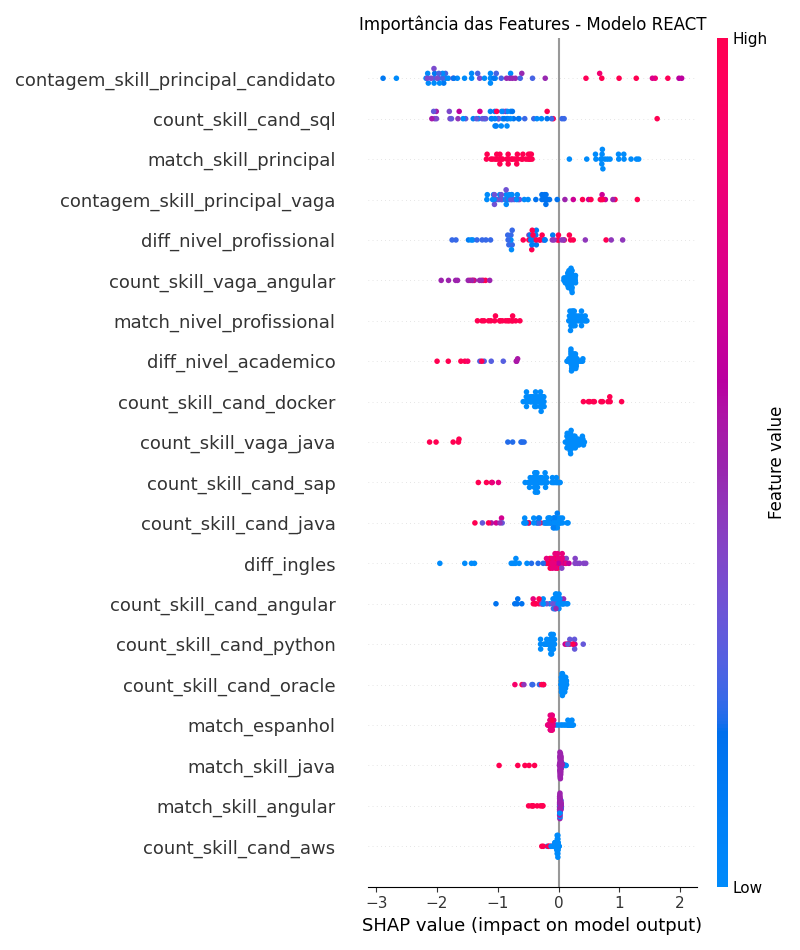 Importância das Features - Modelo REACT
High
contagem_skill_principal_candidato
count_skill_cand_sql
match_skill_principal
contagem_skill_principal_vaga
diff_nivel_profissional
count_skill_vaga_angular
match_nivel_profissional
diff_nivel_academico
count_skill_cand_docker
count_skill_vaga_java
count_skill_cand_sap
count_skill_cand_java
diff_ingles
count_skill_cand_angular
count_skill_cand_python
count_skill_cand_oracle
match_espanhol
match_skill_java
match_skill_angular
count_skill_cand_aws
Feature value
Low
−3 −2 −1 0 1 2
SHAP value (impact on model output)